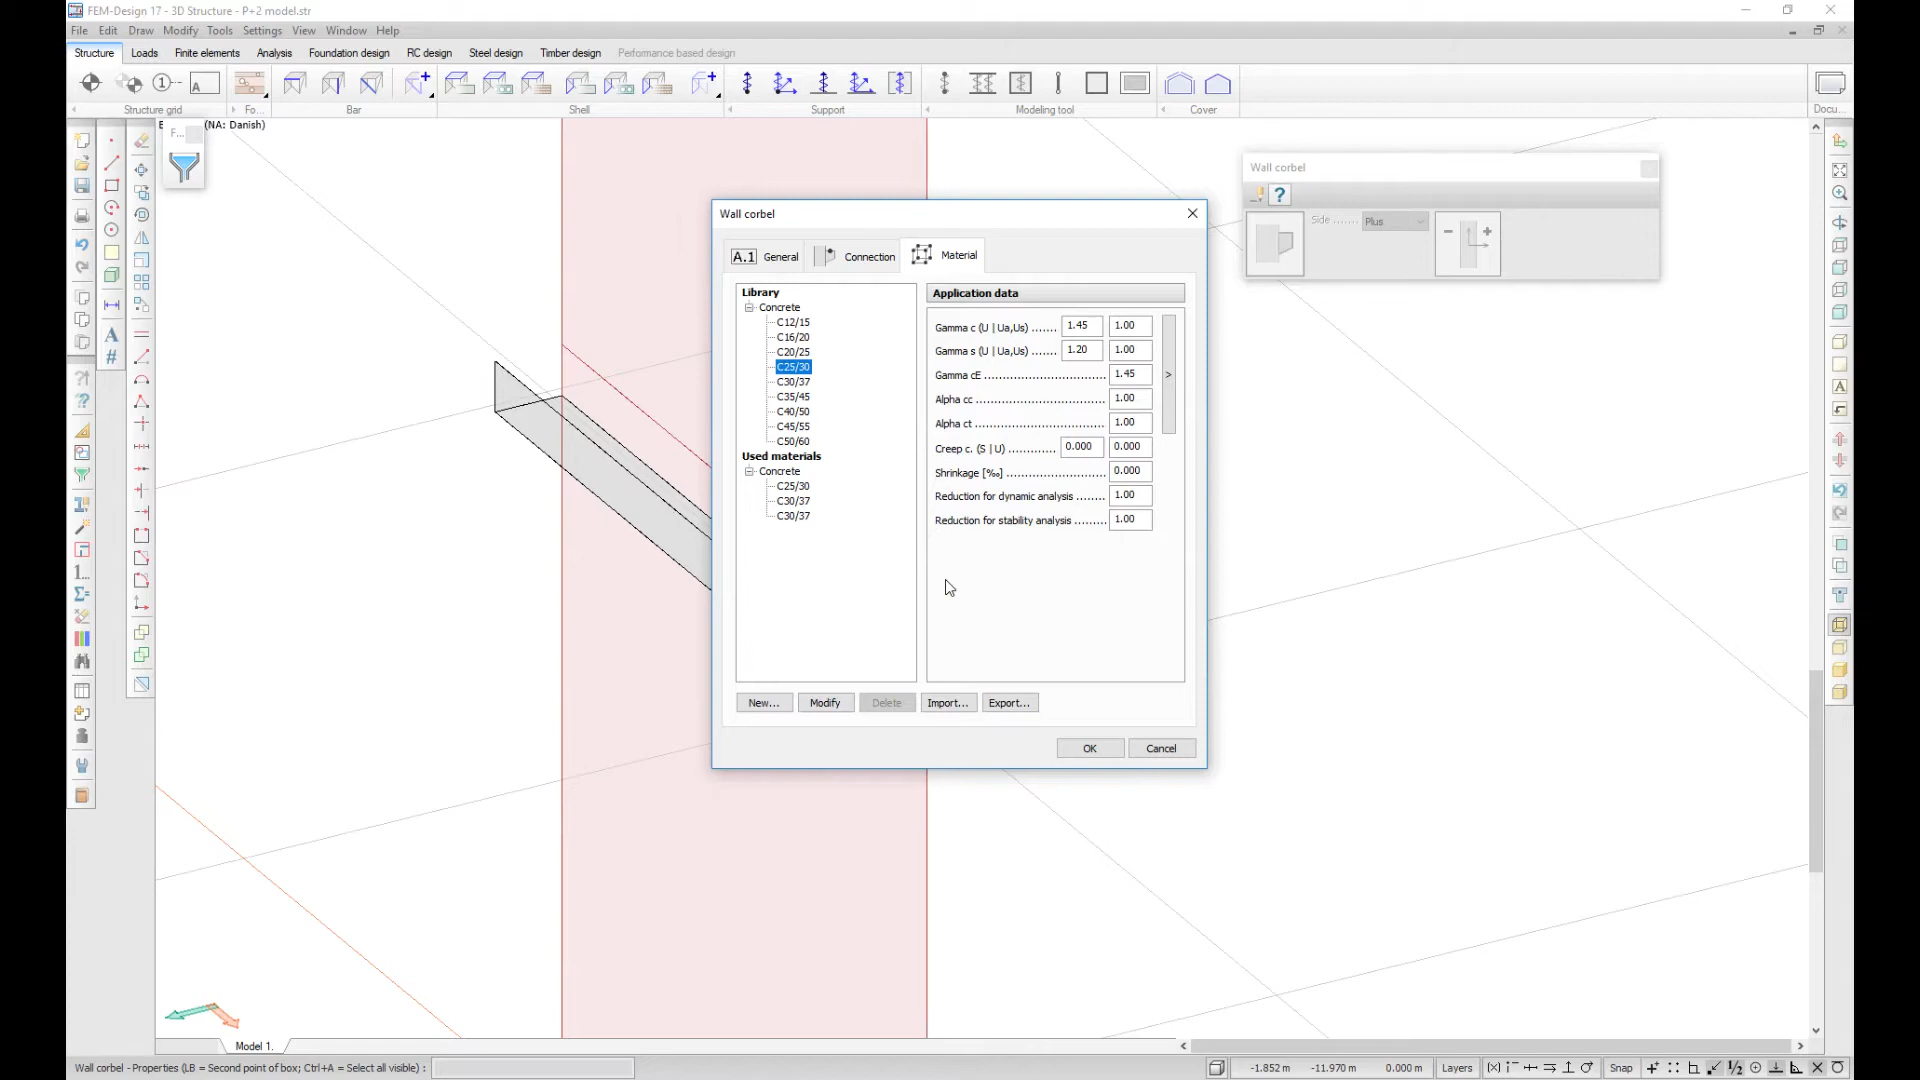 FEM-Design 17 - 3D Structure - P+2 model.str
File Edit Draw Modify Tools Settings View Window Help
Structure Loads Finite elements Analysis Foundation design RC design Steel design Timber design Performance based design
Structure grid Fo... Bar Shell Support Modeling tool Cover Docu...
(NA: Danish)
F...
Wall corbel
Side ....... Plus
Wall corbel
A.1 General Connection Material
Library
Concrete
C12/15
C16/20
C20/25
C25/30
C30/37
C35/45
C40/50
C45/55
C50/60
Used materials
Concrete
C25/30
C30/37
C30/37
Application data
Gamma c (U | Ua,Us) ....... 1.45 1.00
Gamma s (U | Ua,Us) ....... 1.20 1.00
Gamma cE ................................ 1.45
Alpha cc ................................... 1.00
Alpha ct .................................... 1.00
Creep c. (S | U) ............. 0.000 0.000
Shrinkage [‰] .......................... 0.000
Reduction for dynamic analysis ........ 1.00
Reduction for stability analysis ......... 1.00
>
New... Modify Delete Import... Export...
OK Cancel
Model 1.
Wall corbel - Properties (LB = Second point of box; Ctrl+A = Select all visible) :
-1.852 m -11.970 m 0.000 m Layers Snap